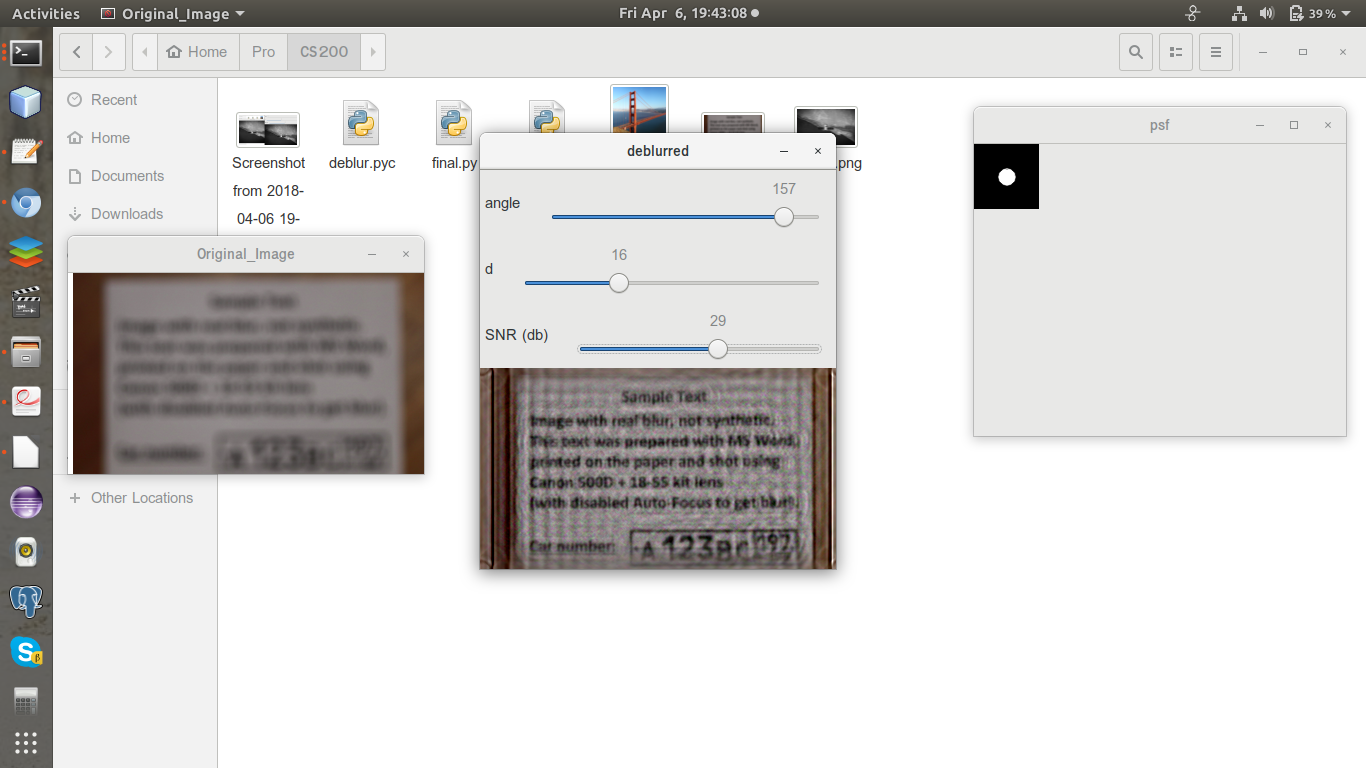 Activities
Original_Image
Fri Apr 6, 19:43:08
39 %
Home
Pro
CS200
Recent
Home
Documents
Downloads
Other Locations
Screenshot
from 2018-
04-06 19-
deblur.pyc
final.py
.png
Original_Image
Sample Text
deblurred
angle
157
d
16
SNR (db)
29
Sample Text
Image with real blur, not synthetic.
This text was prepared with MS Word,
printed on the paper and shot using
Canon 500D + 18-55 kit lens
(with disabled Auto-Focus to get blur!).
Car number:
psf